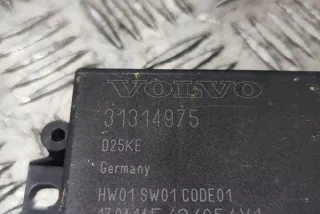 VOLVO
31314975
D25KE
Germany
HW01 SW01 CODE01